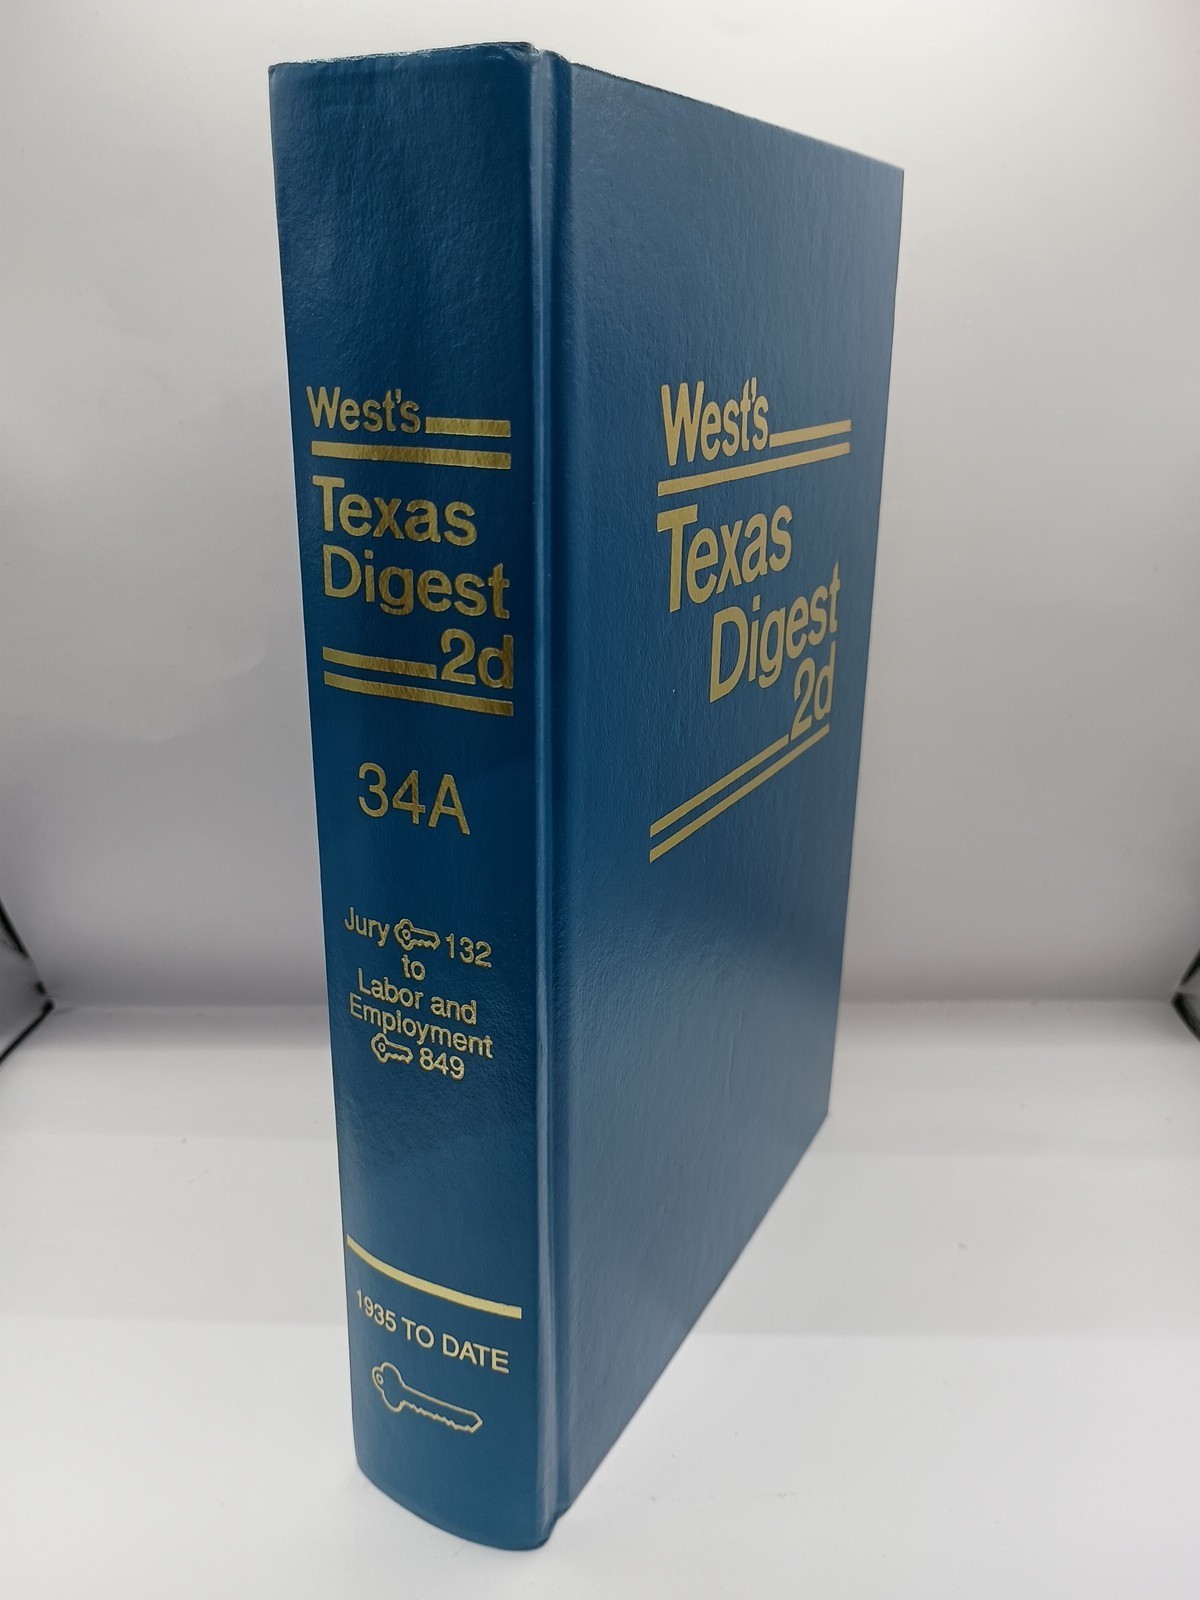 West's
Texas
Digest
2d
34A
Jury 132
to
Labor and
Employment
849
1935 TO DATE
West's
Texas
Digest
2d